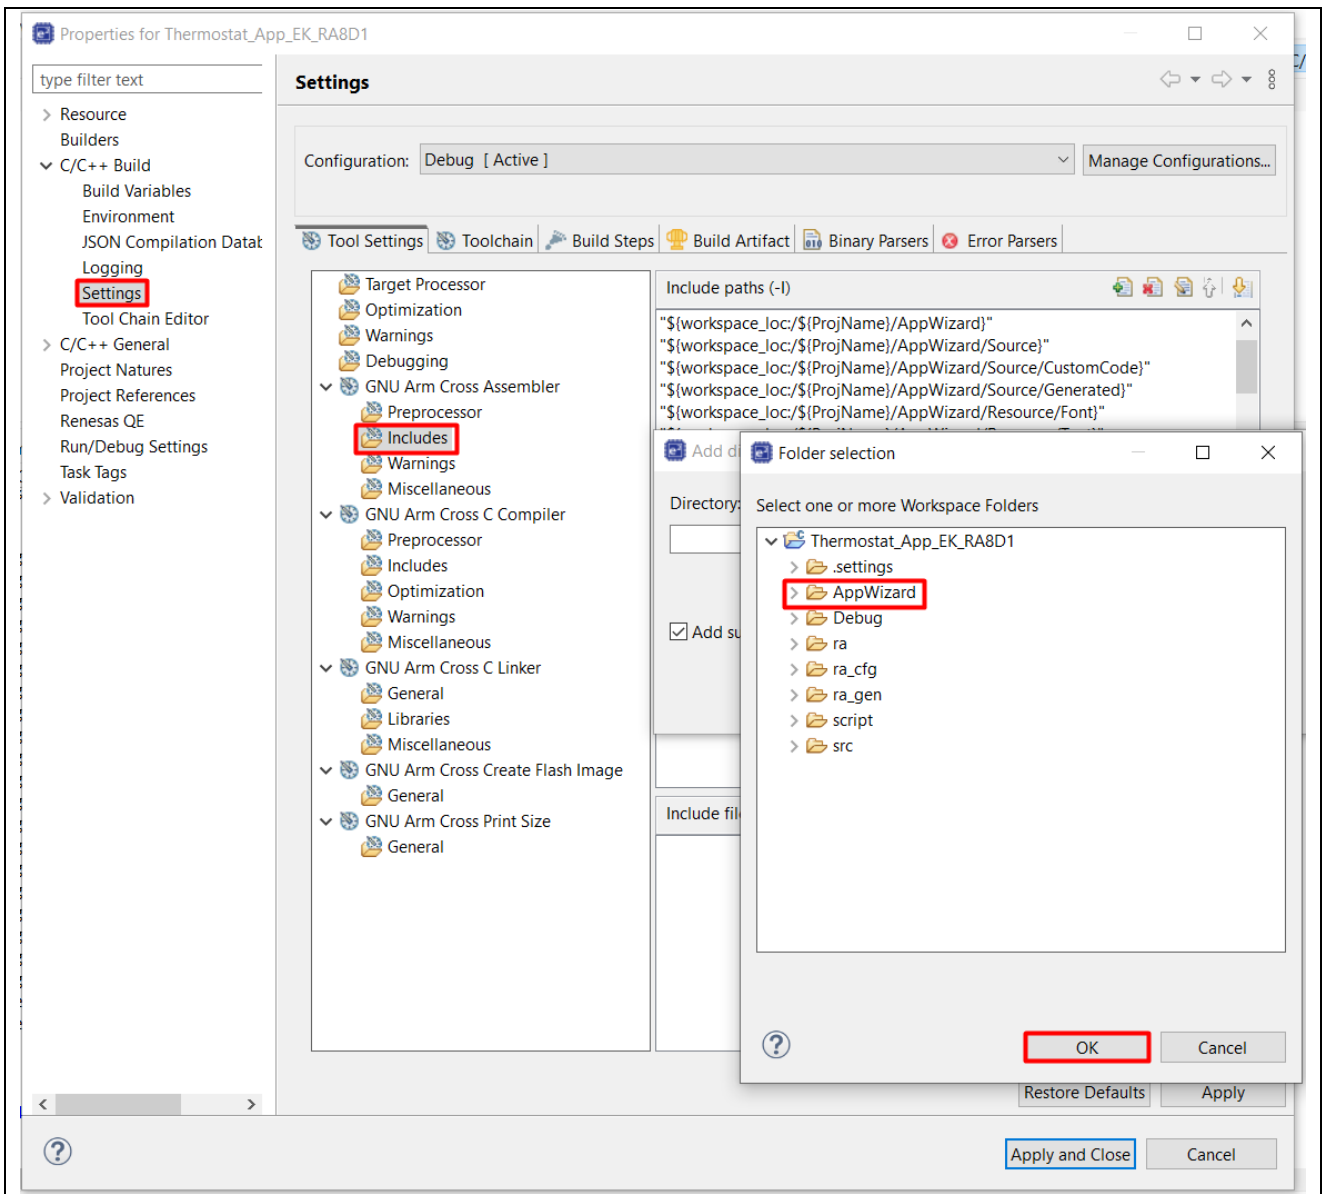 Properties for Thermostat_App_EK_RA8D1
type filter text
Resource
Builders
C/C++ Build
Build Variables
Environment
JSON Compilation Datab
Logging
Settings
Tool Chain Editor
C/C++ General
Project Natures
Project References
Renesas QE
Run/Debug Settings
Task Tags
Validation
Settings
Configuration: Debug [ Active ]
Manage Configurations...
Tool Settings Toolchain Build Steps Build Artifact Binary Parsers Error Parsers
Target Processor
Optimization
Warnings
Debugging
GNU Arm Cross Assembler
Preprocessor
Includes
Warnings
Miscellaneous
GNU Arm Cross C Compiler
Preprocessor
Includes
Optimization
Warnings
Miscellaneous
GNU Arm Cross C Linker
General
Libraries
Miscellaneous
GNU Arm Cross Create Flash Image
General
GNU Arm Cross Print Size
General
Include paths (-I)
"${workspace_loc:/${ProjName}/AppWizard}"
"${workspace_loc:/${ProjName}/AppWizard/Source}"
"${workspace_loc:/${ProjName}/AppWizard/Source/CustomCode}"
"${workspace_loc:/${ProjName}/AppWizard/Source/Generated}"
"${workspace_loc:/${ProjName}/AppWizard/Resource/Font}"
Add di
Directory:
Add su
Include fil
Folder selection
Select one or more Workspace Folders
Thermostat_App_EK_RA8D1
.settings
AppWizard
Debug
ra
ra_cfg
ra_gen
script
src
OK
Cancel
Restore Defaults
Apply
Apply and Close
Cancel